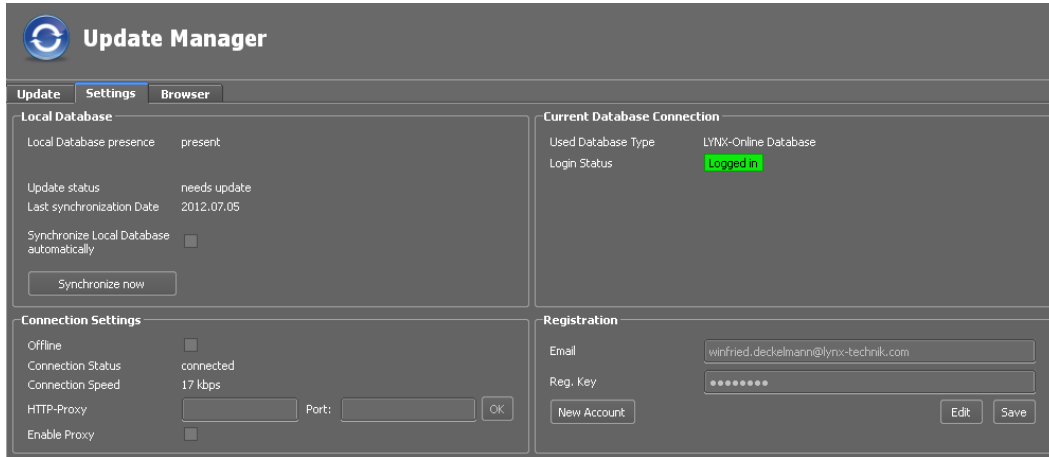 Update Manager
Update Settings Browser
Local Database
Local Database presence present
Update status needs update
Last synchronization Date 2012.07.05
Synchronize Local Database
automatically
Synchronize now
Current Database Connection
Used Database Type LYNX-Online Database
Login Status Logged in
Connection Settings
Offline
Connection Status connected
Connection Speed 17 kbps
HTTP-Proxy Port: OK
Enable Proxy
Registration
Email winfried.deckelmann@lynx-technik.com
Reg. Key ●●●●●●●●
New Account Edit Save